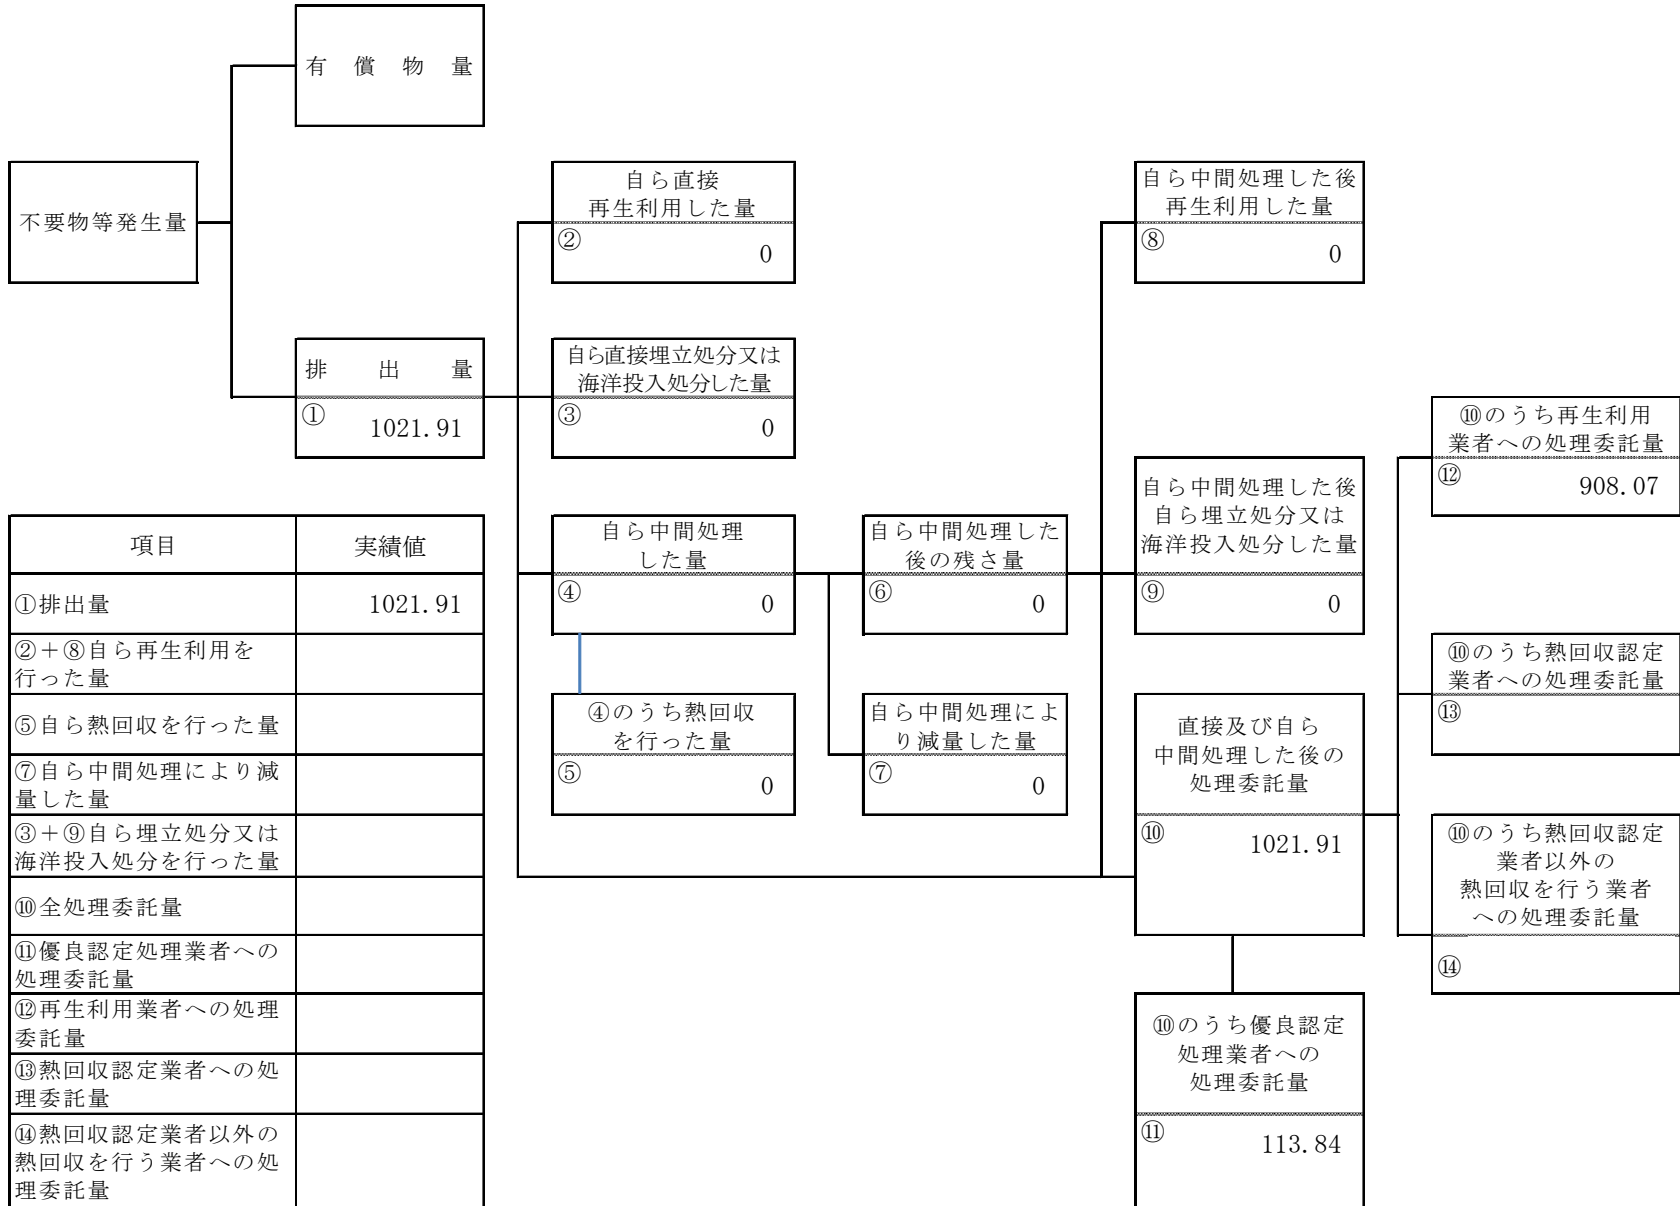 有償物量
不要物等発生量
排出量
① 1021.91
自ら直接
再生利用した量
② 0
自ら直接埋立処分又は
海洋投入処分した量
③ 0
自ら中間処理
した量
④ 0
④のうち熱回収
を行った量
⑤ 0
自ら中間処理した
後の残さ量
⑥ 0
自ら中間処理によ
り減量した量
⑦ 0
自ら中間処理した後
再生利用した量
⑧ 0
自ら中間処理した後
自ら埋立処分又は
海洋投入処分した量
⑨ 0
直接及び自ら
中間処理した後の
処理委託量
⑩ 1021.91
⑩のうち優良認定
処理業者への
処理委託量
⑪ 113.84
⑩のうち再生利用
業者への処理委託量
⑫ 908.07
⑩のうち熱回収認定
業者への処理委託量
⑬
⑩のうち熱回収認定
業者以外の
熱回収を行う業者
への処理委託量
⑭
項目 実績値
①排出量 1021.91
②+⑧自ら再生利用を
行った量
⑤自ら熱回収を行った量
⑦自ら中間処理により減
量した量
③+⑨自ら埋立処分又は
海洋投入処分を行った量
⑩全処理委託量
⑪優良認定処理業者への
処理委託量
⑫再生利用業者への処理
委託量
⑬熱回収認定業者への処
理委託量
⑭熱回収認定業者以外の
熱回収を行う業者への処
理委託量